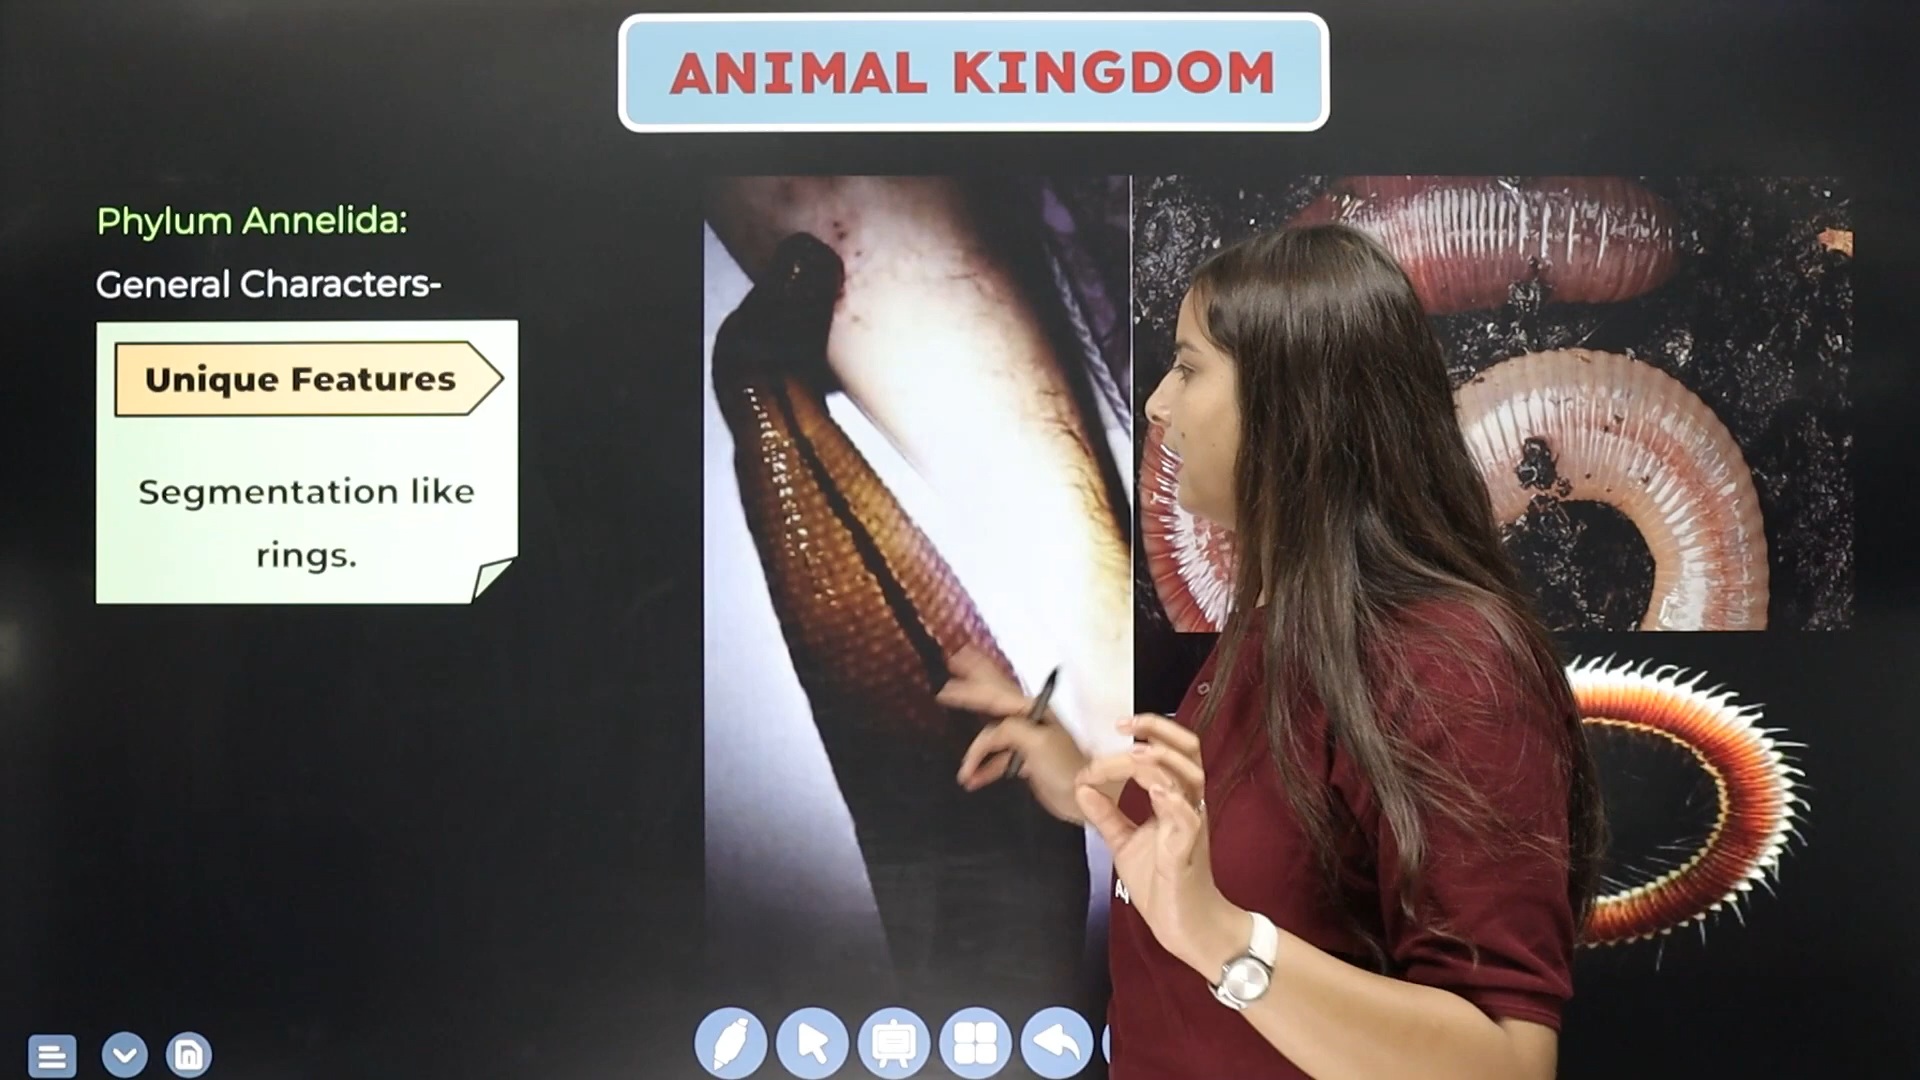 ANIMAL KINGDOM
Phylum Annelida:
General Characters-
Unique Features
Segmentation like
rings.